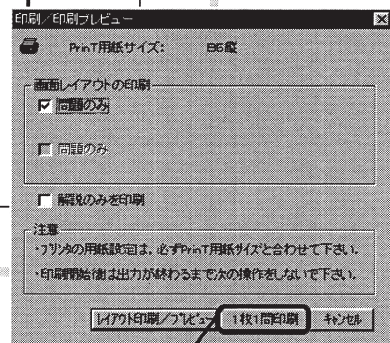 印刷/印刷プレビュー
PrinT用紙サイズ: B6縦
画面レイアウトの印刷
問題のみ
問題のみ
解説のみを印刷
注意
・プリンタの用紙設定は、必ずPrinT用紙サイズと合わせて下さい。
・印刷開始後は出力が終わるまで次の操作をしないで下さい。
レイアウト印刷/プレビュー 1枚1問印刷 キャンセル